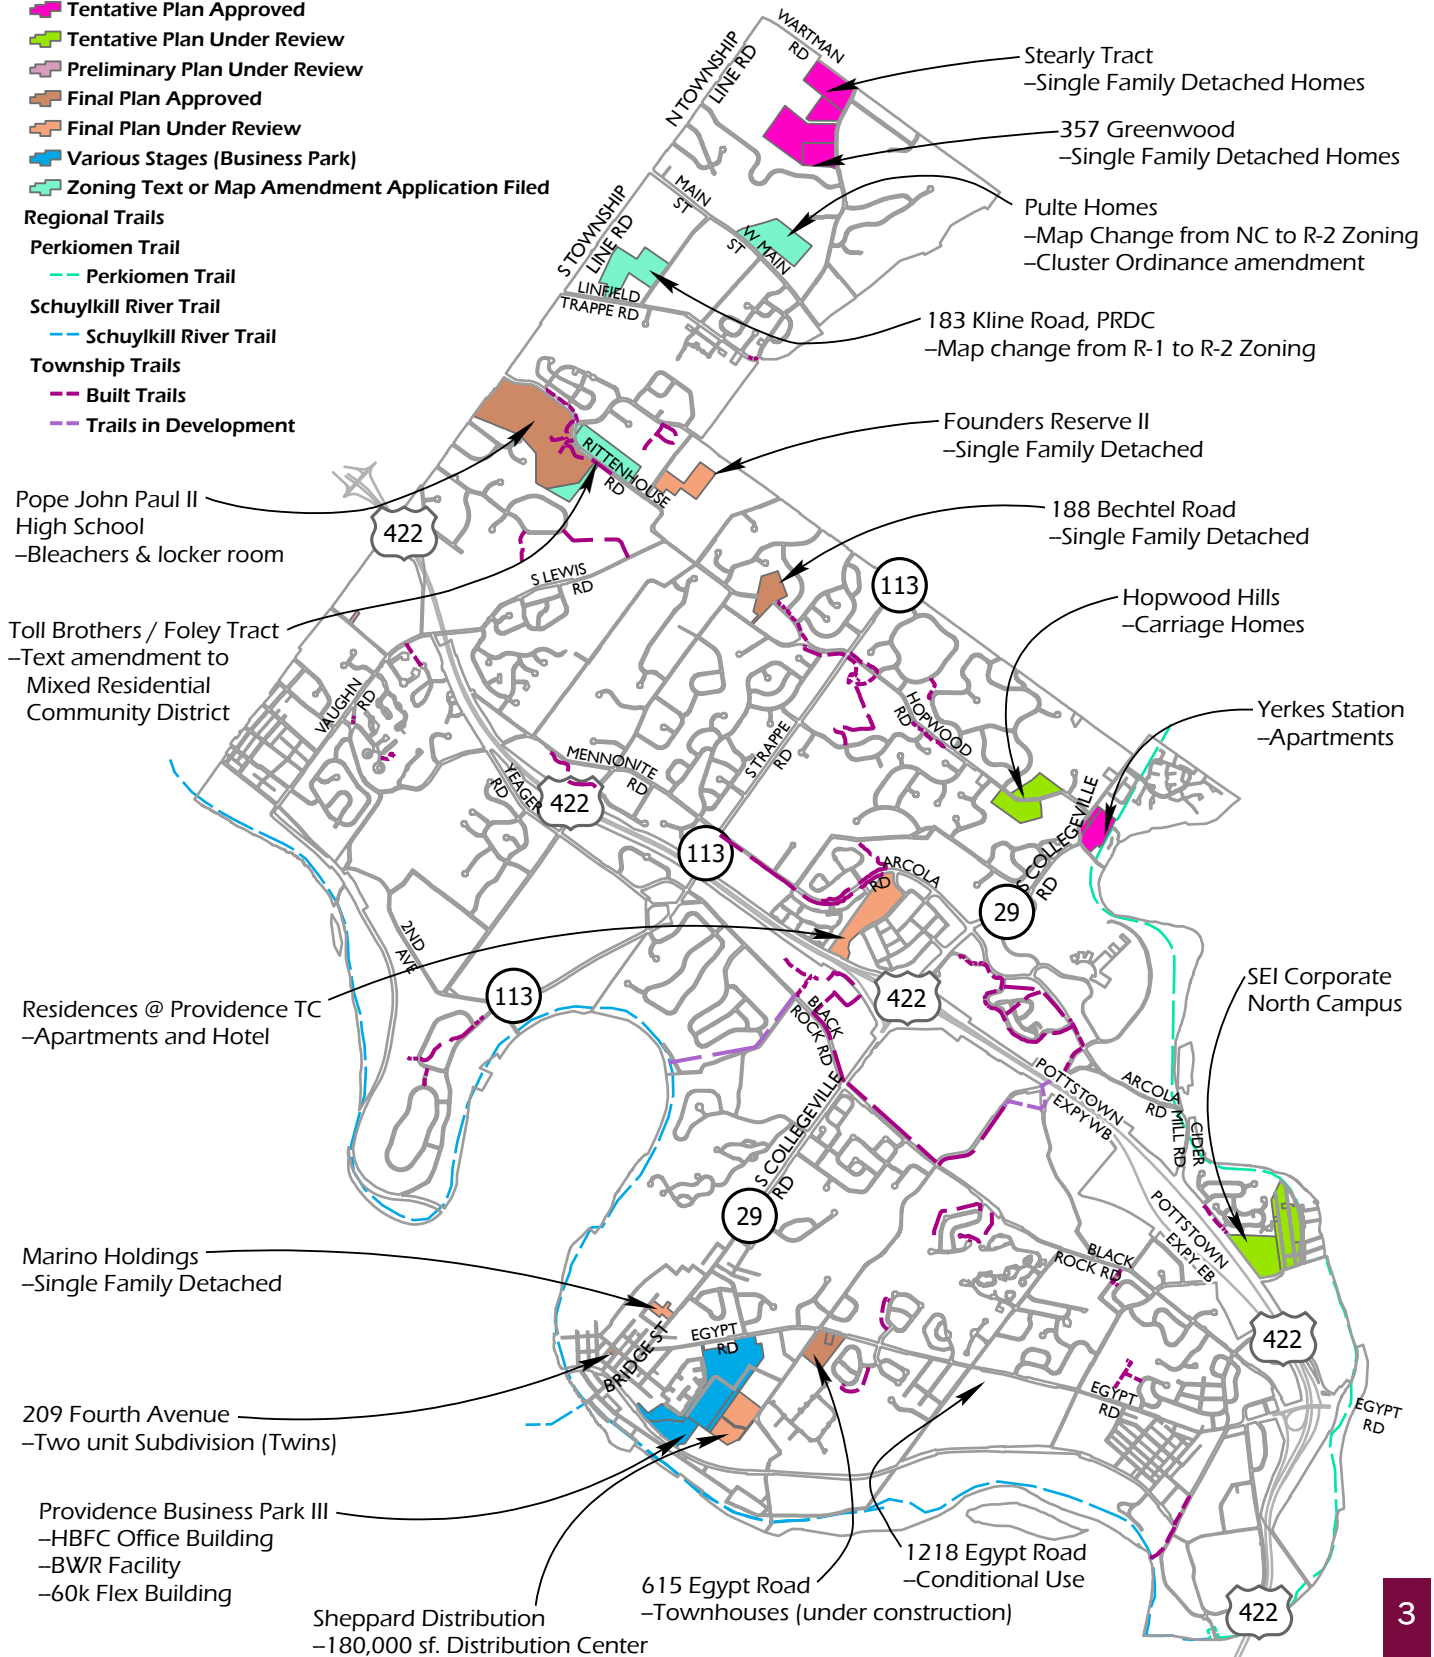 Tentative Plan Approved
Tentative Plan Under Review
Preliminary Plan Under Review
Final Plan Approved
Final Plan Under Review
Various Stages (Business Park)
Zoning Text or Map Amendment Application Filed
Regional Trails
Perkiomen Trail
Perkiomen Trail
Schuylkill River Trail
Schuylkill River Trail
Township Trails
Built Trails
Trails in Development
WARTMAN
RD
N TOWNSHIP
LINE RD
Stearly Tract
–Single Family Detached Homes
357 Greenwood
–Single Family Detached Homes
MAIN
ST
S TOWNSHIP
LINE RD
W MAIN
ST
Pulte Homes
–Map Change from NC to R-2 Zoning
–Cluster Ordinance amendment
LINFIELD
TRAPPE RD
183 Kline Road, PRDC
–Map change from R-1 to R-2 Zoning
Founders Reserve II
–Single Family Detached
RITTENHOUSE
RD
Pope John Paul II
High School
–Bleachers & locker room
422
188 Bechtel Road
–Single Family Detached
S LEWIS
RD
113
Hopwood Hills
–Carriage Homes
Toll Brothers / Foley Tract
–Text amendment to
Mixed Residential
Community District
VAUGHN
RD
HOPWOOD
RD
Yerkes Station
–Apartments
S TRAPPE
RD
MENNONITE
RD
YEAGER
RD
422
S COLLEGEVILLE
RD
113
ARCOLA
RD
29
2ND
AVE
Residences @ Providence TC
–Apartments and Hotel
113
422
SEI Corporate
North Campus
BLACK
ROCK RD
POTTSTOWN
EXPY WB
ARCOLA
RD
CIDER
MILL RD
S COLLEGEVILLE
RD
29
POTTSTOWN
EXPY EB
BLACK
ROCK RD
Marino Holdings
–Single Family Detached
EGYPT
RD
BRIDGE ST
422
EGYPT
RD
EGYPT
RD
209 Fourth Avenue
–Two unit Subdivision (Twins)
Providence Business Park III
–HBFC Office Building
–BWR Facility
–60k Flex Building
1218 Egypt Road
–Conditional Use
615 Egypt Road
–Townhouses (under construction)
Sheppard Distribution
–180,000 sf. Distribution Center
422
3